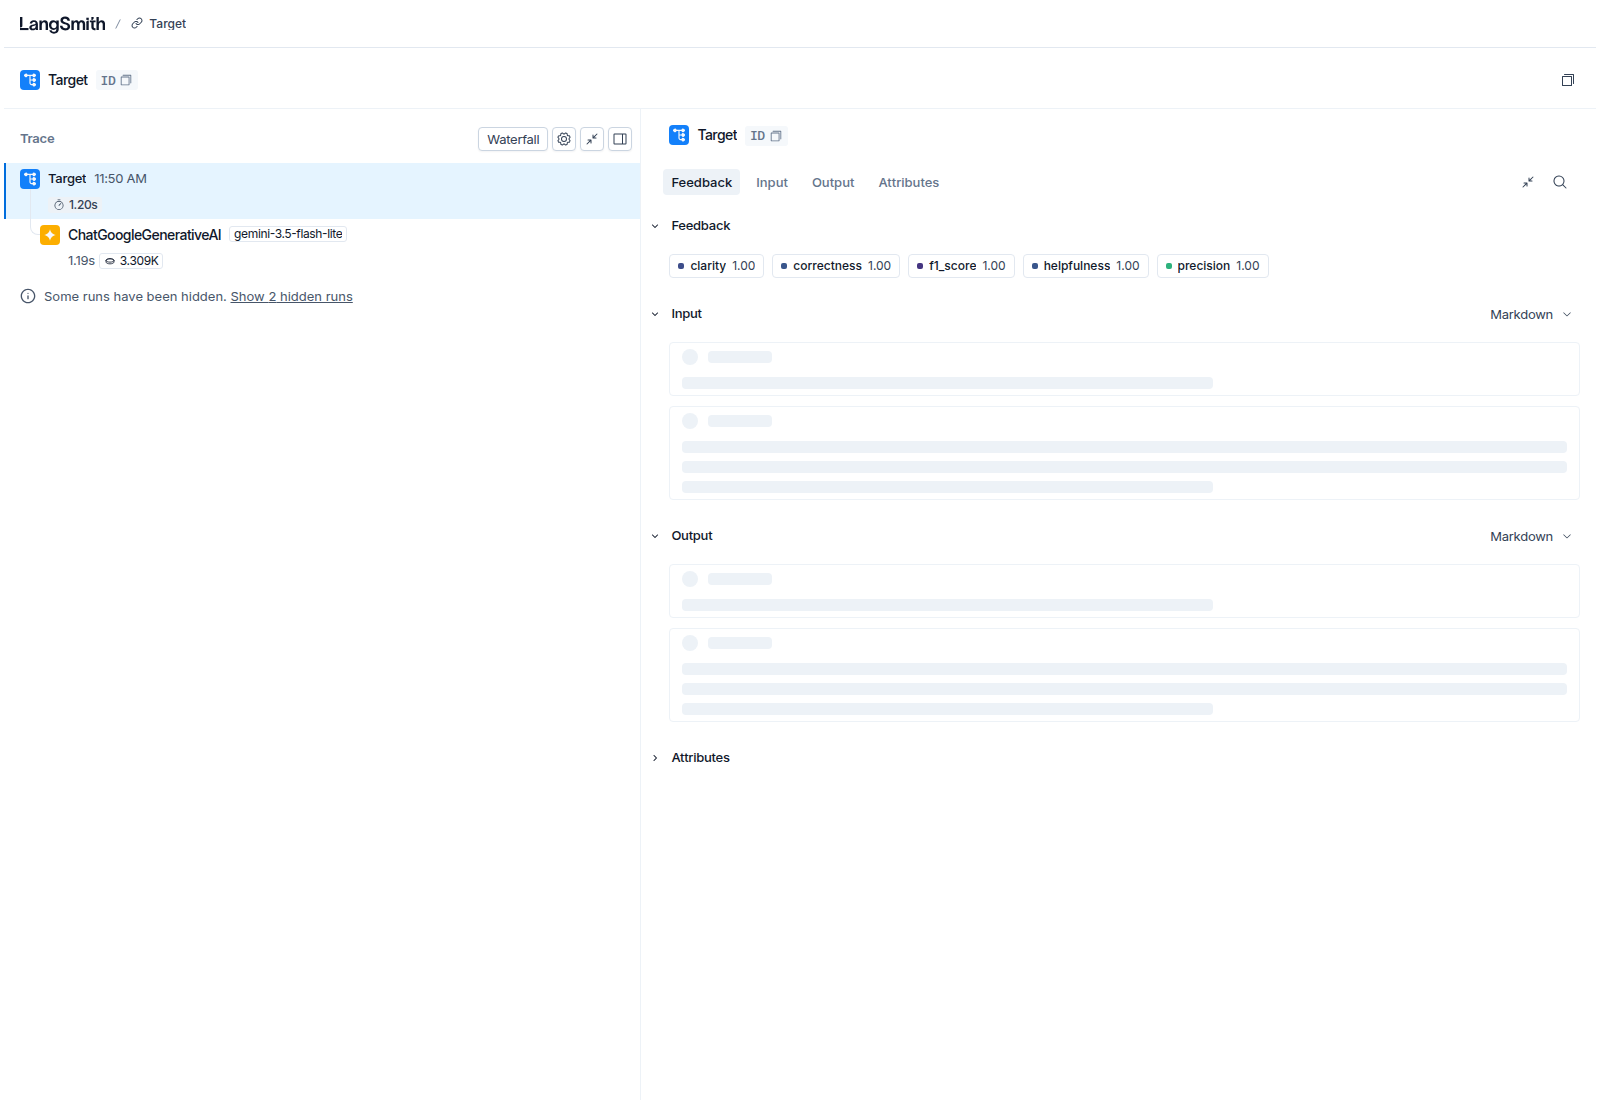 LangSmith / Target
Target ID
Trace
Waterfall
Target 11:50 AM
1.20s
ChatGoogleGenerativeAI gemini-3.5-flash-lite
1.19s 3.309K
Some runs have been hidden. Show 2 hidden runs
Target ID
Feedback Input Output Attributes
Feedback
clarity 1.00 correctness 1.00 f1_score 1.00 helpfulness 1.00 precision 1.00
Input Markdown
Output Markdown
Attributes